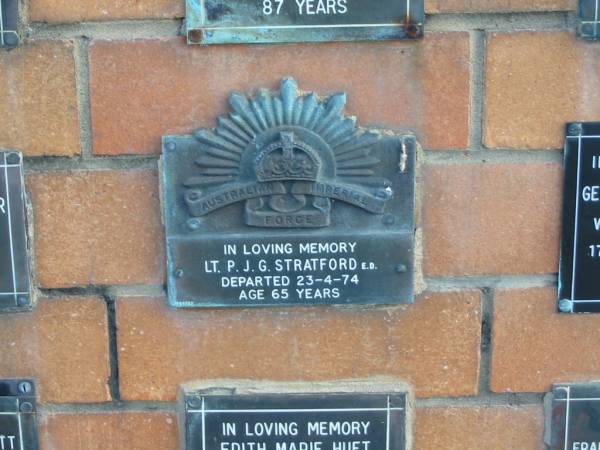 87 YEARS
AUSTRALIAN IMPERIAL
FORCE
IN LOVING MEMORY
LT. P. J. G. STRATFORD E.D.
DEPARTED 23-4-74
AGE 65 YEARS
IN LOVING MEMORY
EDITH MARIE HUET